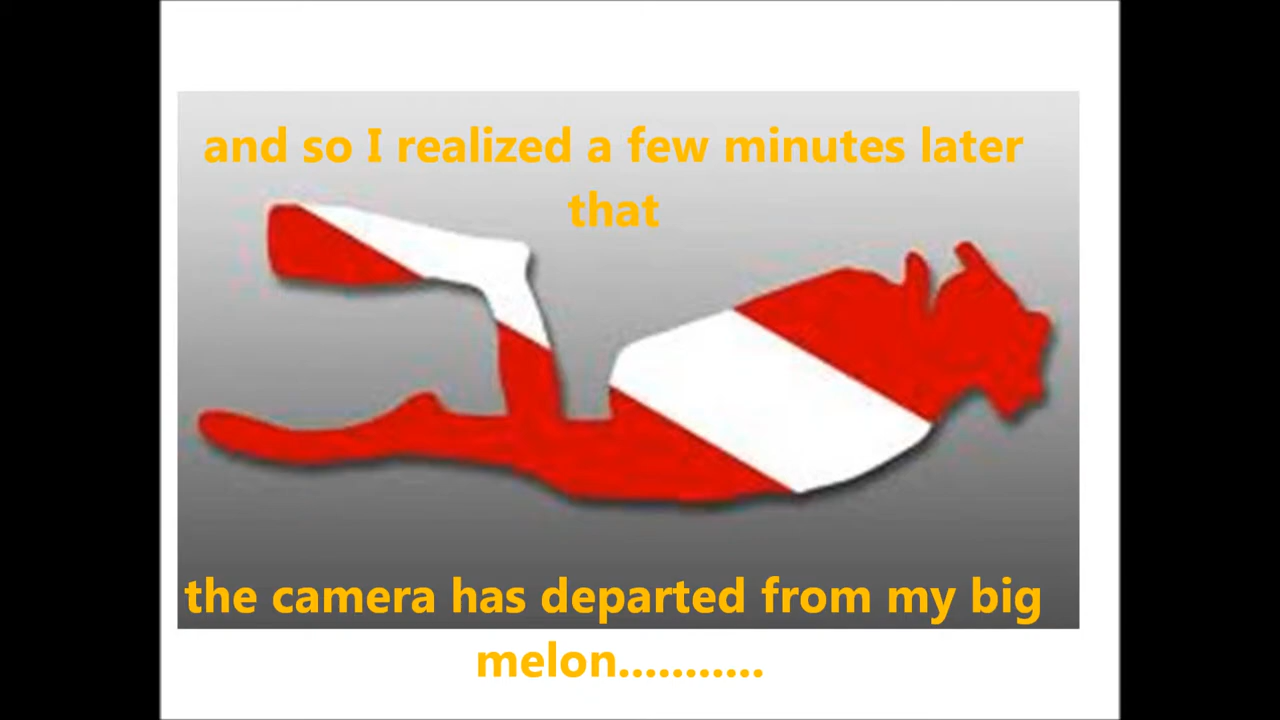 and so I realized a few minutes later
that
the camera has departed from my big
melon...........